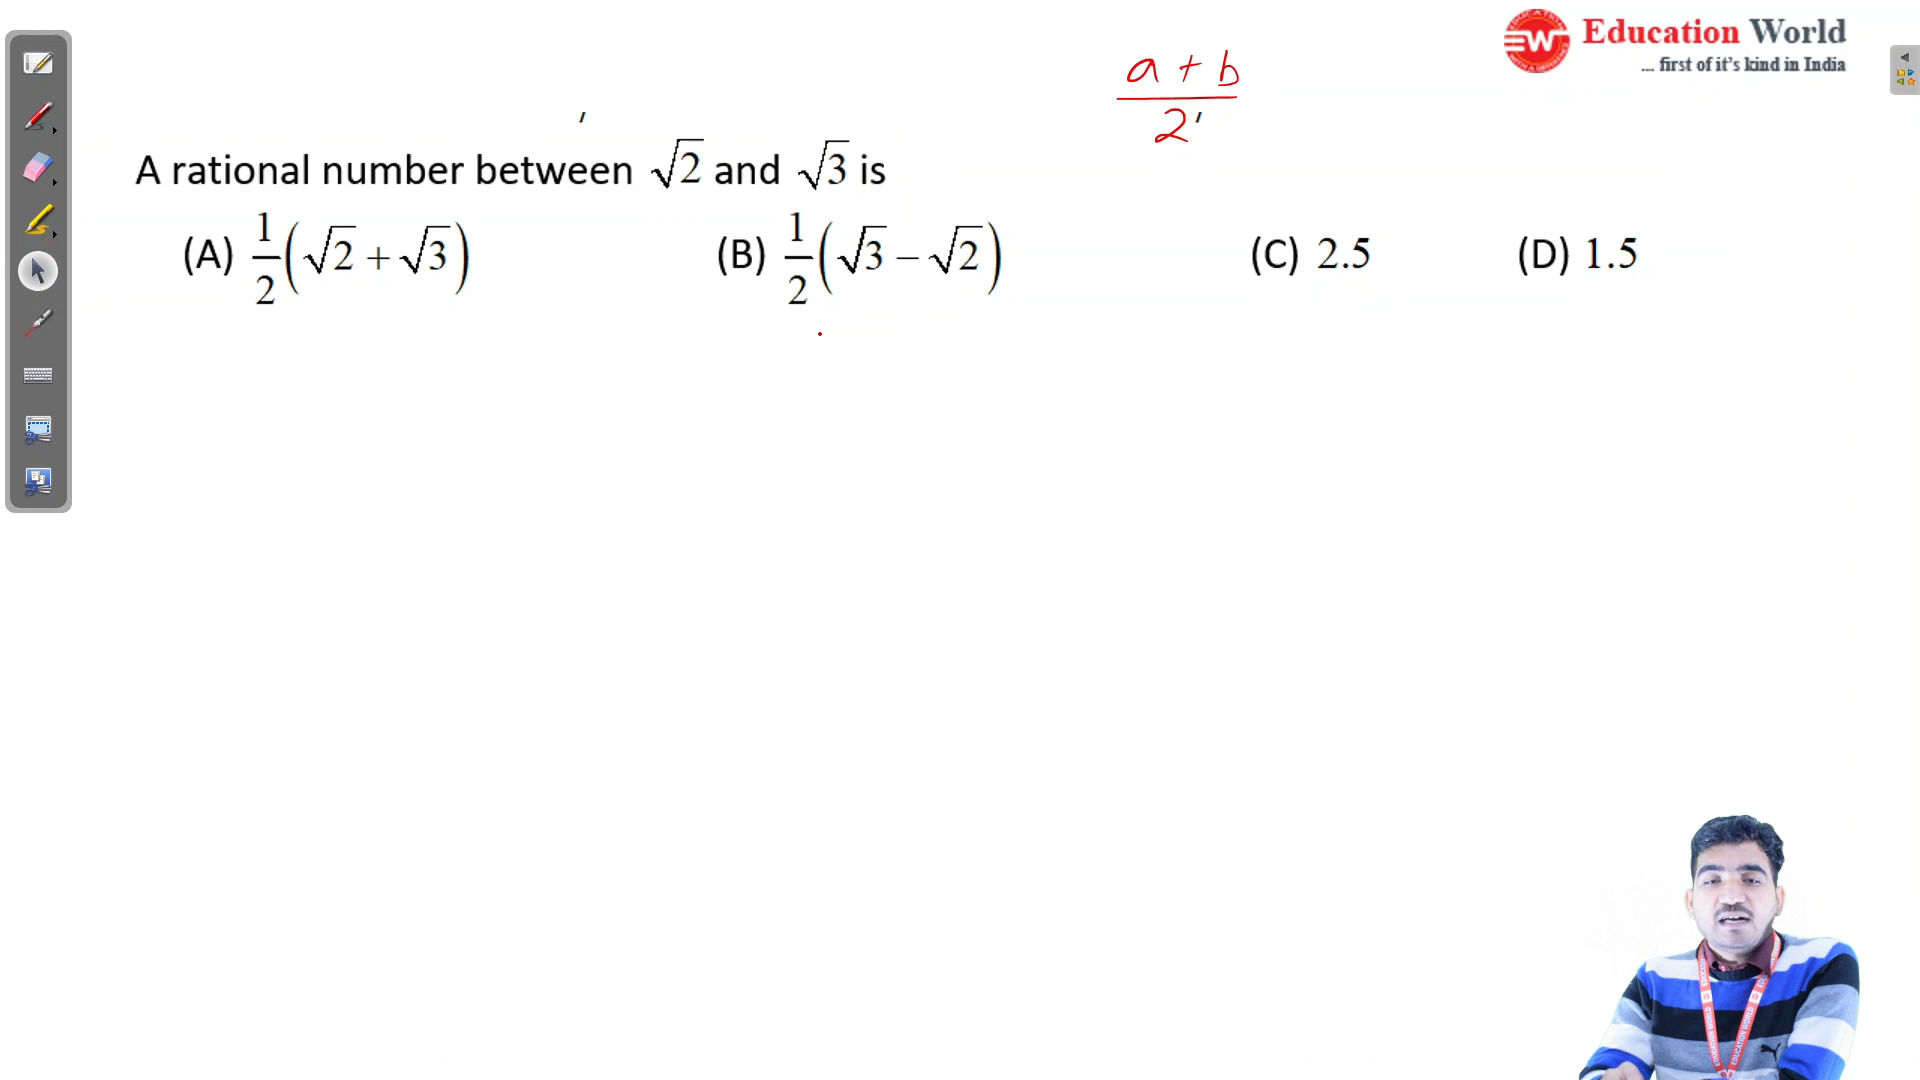 Education World
... first of it's kind in India
a + b
2
A rational number between √2 and √3 is
(A) 1/2(√2 + √3) (B) 1/2(√3 − √2) (C) 2.5 (D) 1.5